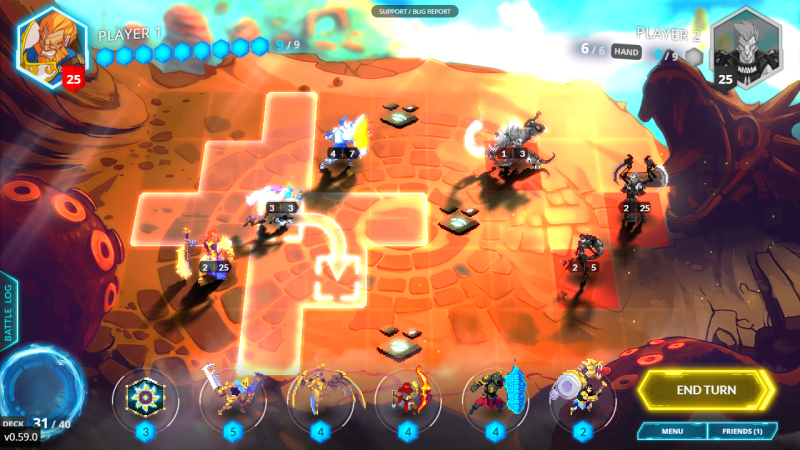 SUPPORT / BUG REPORT
PLAYER 1
9 / 9
25
PLAYER 2
6 / 6 HAND
/ 9
25
4 7
1 3
3 3
2 25
2 25
2 5
BATTLE LOG
DECK 31 / 40
v0.59.0
3
5
4
4
4
2
END TURN
MENU
FRIENDS (1)